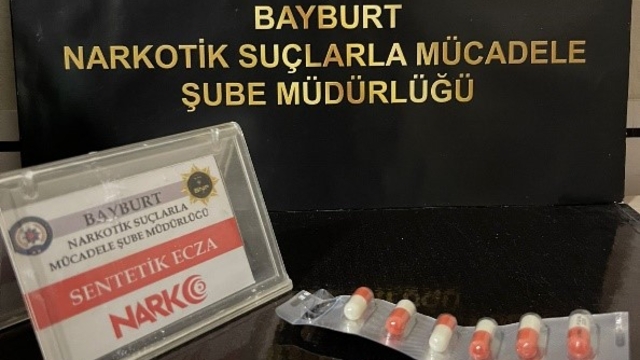 BAYBURT
NARKOTİK SUÇLARLA MÜCADELE
ŞUBE MÜDÜRLÜĞÜ
BAYBURT
NARKOTİK SUÇLARLA
MÜCADELE ŞUBE MÜDÜRLÜĞÜ
SENTETİK ECZA
NARKO